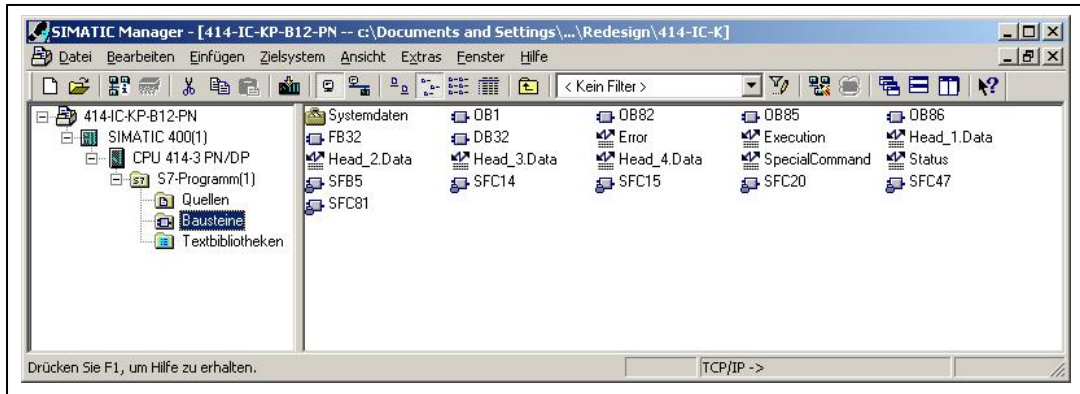 SIMATIC Manager - [414-IC-KP-B12-PN -- c:\Documents and Settings\...\Redesign\414-IC-K]
Datei Bearbeiten Einfügen Zielsystem Ansicht Extras Fenster Hilfe
< Kein Filter >
414-IC-KP-B12-PN
SIMATIC 400(1)
CPU 414-3 PN/DP
S7-Programm(1)
Quellen
Bausteine
Textbibliotheken
Systemdaten OB1 OB82 OB85 OB86
FB32 DB32 Error Execution Head_1.Data
Head_2.Data Head_3.Data Head_4.Data SpecialCommand Status
SFB5 SFC14 SFC15 SFC20 SFC47
SFC81
Drücken Sie F1, um Hilfe zu erhalten. TCP/IP ->